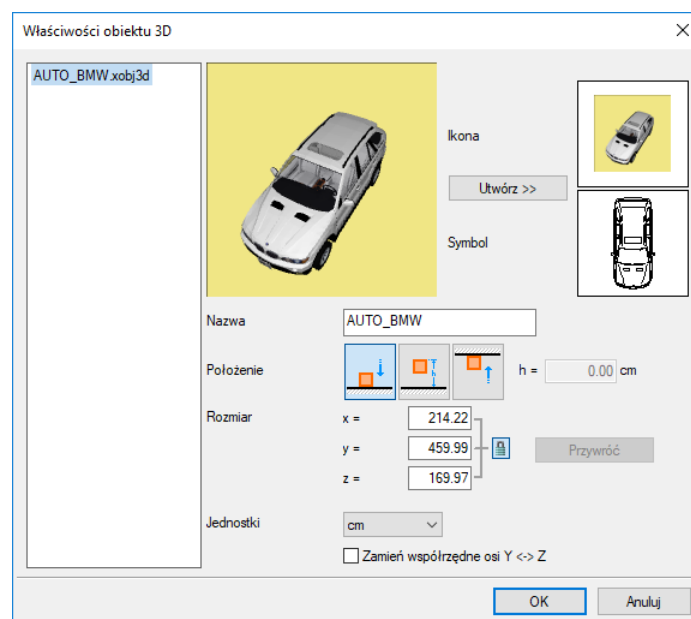 Właściwości obiektu 3D
AUTO_BMW.xobj3d
Ikona
Utwórz >>
Symbol
Nazwa AUTO_BMW
Położenie h h = 0.00 cm
Rozmiar x = 214.22
y = 459.99 Przywróć
z = 169.97
Jednostki cm
Zamień współrzędne osi Y <-> Z
OK Anuluj